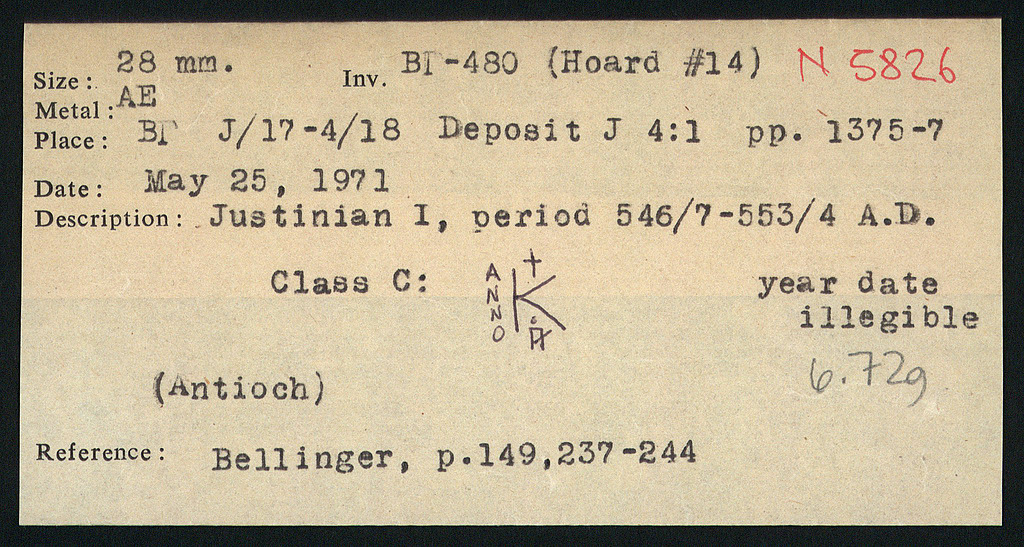 Size: 28 mm. Inv. ΒΓ-480 (Hoard #14) N 5826
Metal: AE
Place: ΒΓ J/17-4/18 Deposit J 4:1 pp. 1375-7
Date: May 25, 1971
Description: Justinian I, period 546/7-553/4 A.D.
Class C: ANNO K year date
illegible
6.72g
(Antioch)
Reference: Bellinger, p.149,237-244